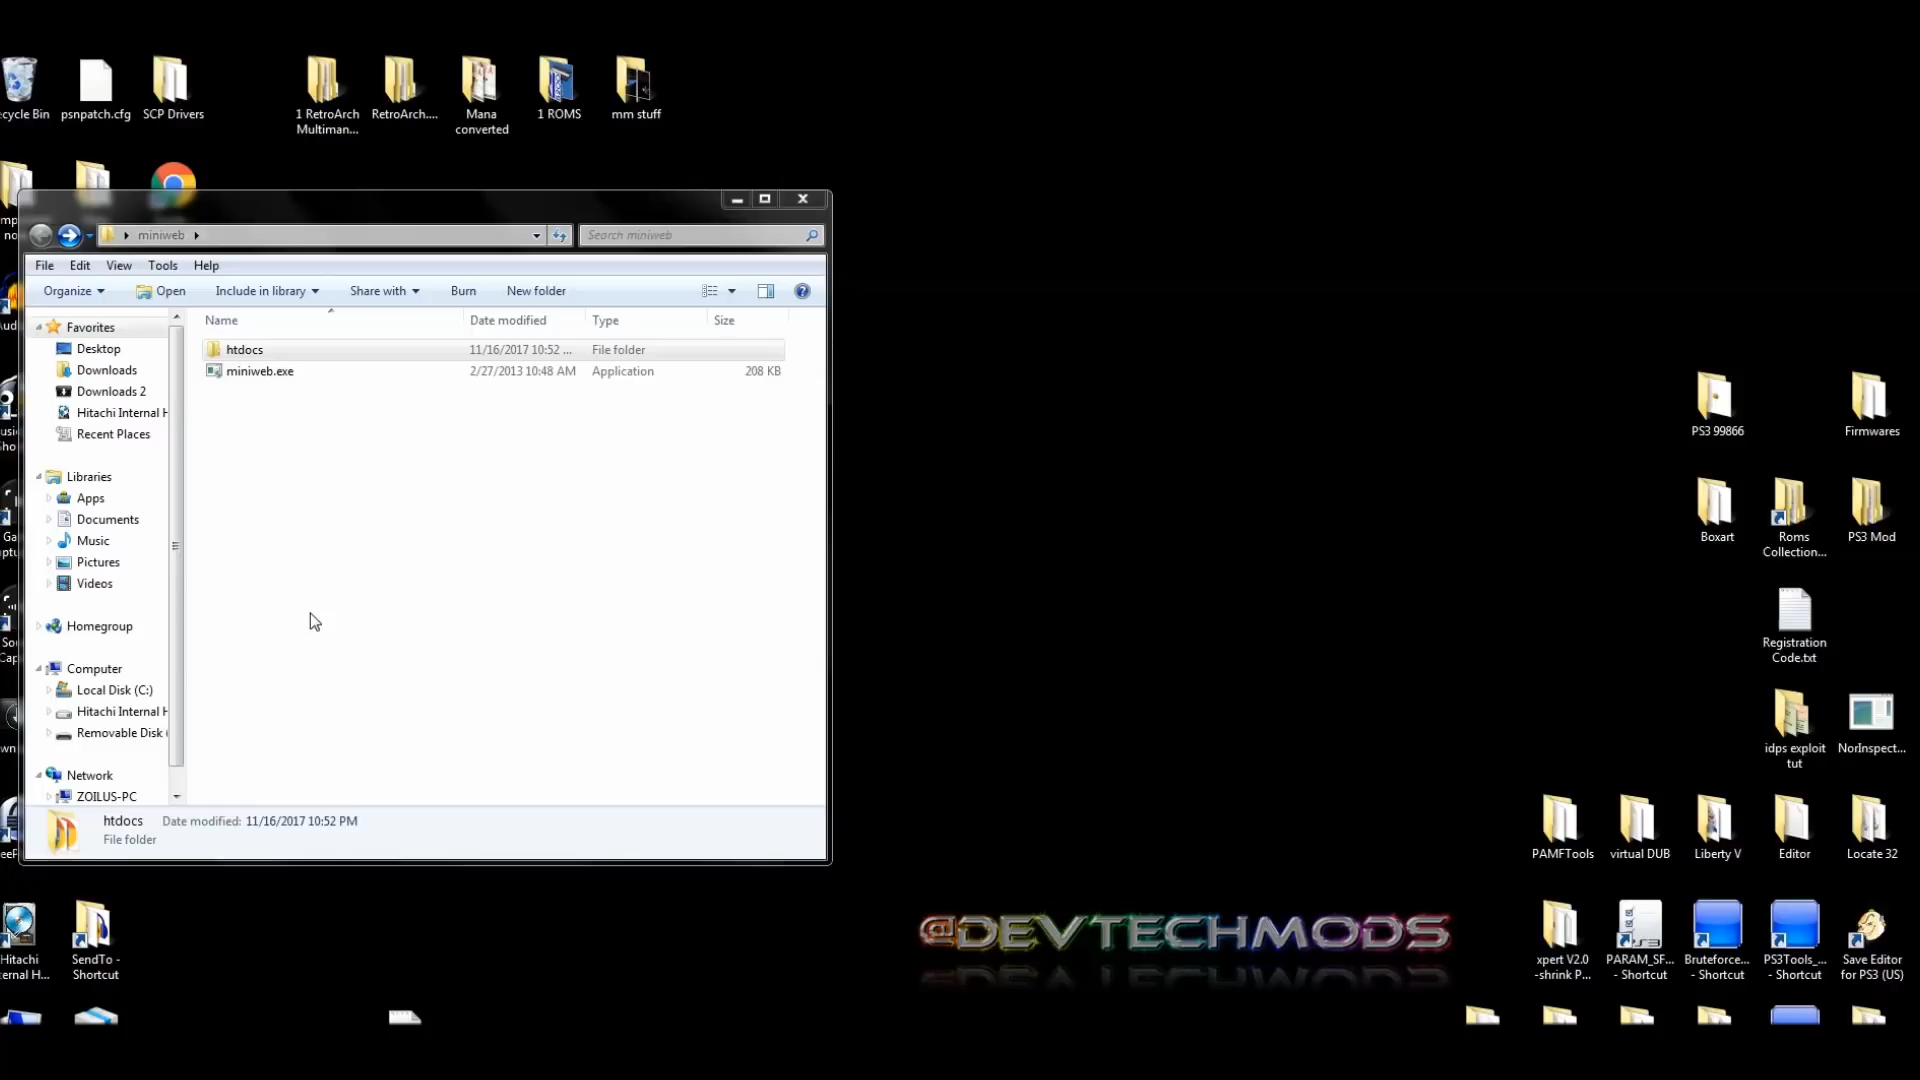 ecycle Bin
psnpatch.cfg
SCP Drivers
1 RetroArch
Multiman...
RetroArch....
Mana
converted
1 ROMS
mm stuff
miniweb
Search miniweb
File
Edit
View
Tools
Help
Organize
Open
Include in library
Share with
Burn
New folder
Name
Date modified
Type
Size
htdocs
11/16/2017 10:52 ...
File folder
miniweb.exe
2/27/2013 10:48 AM
Application
208 KB
Favorites
Desktop
Downloads
Downloads 2
Hitachi Internal H
Recent Places
Libraries
Apps
Documents
Music
Pictures
Videos
Homegroup
Computer
Local Disk (C:)
Hitachi Internal H
Removable Disk (
Network
ZOILUS-PC
htdocs
Date modified: 11/16/2017 10:52 PM
File folder
PS3 99866
Firmwares
Boxart
Roms
Collection...
PS3 Mod
Registration
Code.txt
idps exploit
tut
NorInspect...
PAMFTools
virtual DUB
Liberty V
Editor
Locate 32
Hitachi
ernal H...
SendTo -
Shortcut
@DEVTECHMODS
xpert V2.0
-shrink P...
PARAM_SF...
- Shortcut
Bruteforce...
- Shortcut
PS3Tools_...
- Shortcut
Save Editor
for PS3 (US)